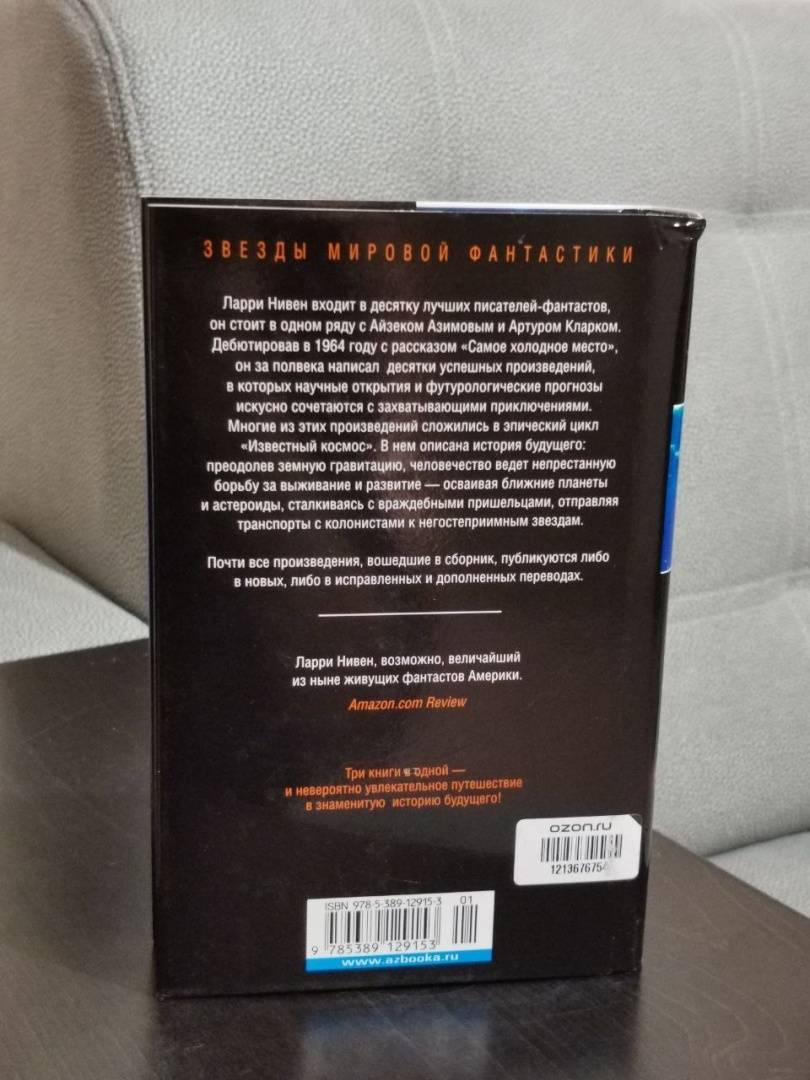 ЗВЕЗДЫ МИРОВОЙ ФАНТАСТИКИ
Ларри Нивен входит в десятку лучших писателей-фантастов,
он стоит в одном ряду с Айзеком Азимовым и Артуром Кларком.
Дебютировав в 1964 году с рассказом «Самое холодное место»,
он за полвека написал десятки успешных произведений,
в которых научные открытия и футурологические прогнозы
искусно сочетаются с захватывающими приключениями.
Многие из этих произведений сложились в эпический цикл
«Известный космос». В нем описана история будущего:
преодолев земную гравитацию, человечество ведет непрестанную
борьбу за выживание и развитие — осваивая ближние планеты
и астероиды, сталкиваясь с враждебными пришельцами, отправляя
транспорты с колонистами к негостеприимным звездам.
Почти все произведения, вошедшие в сборник, публикуются либо
в новых, либо в исправленных и дополненных переводах.
Ларри Нивен, возможно, величайший
из ныне живущих фантастов Америки.
Amazon.com Review
Три книги в одной —
и невероятно увлекательное путешествие
в знаменитую историю будущего!
ozon.ru
121367675
ISBN 978-5-389-12915-3
01
9 785389 129153
www.azbooka.ru